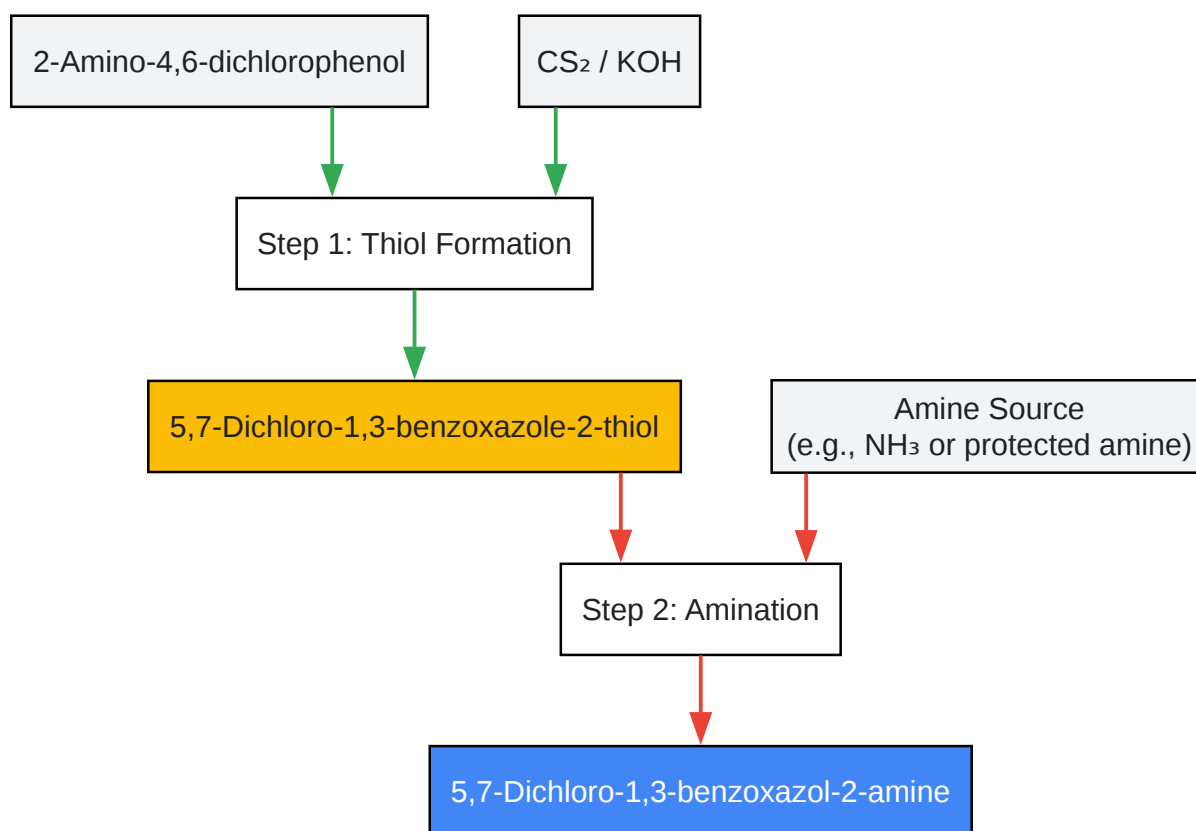 2-Amino-4,6-dichlorophenol
CS₂ / KOH
Step 1: Thiol Formation
5,7-Dichloro-1,3-benzoxazole-2-thiol
Amine Source
(e.g., NH₃ or protected amine)
Step 2: Amination
5,7-Dichloro-1,3-benzoxazol-2-amine